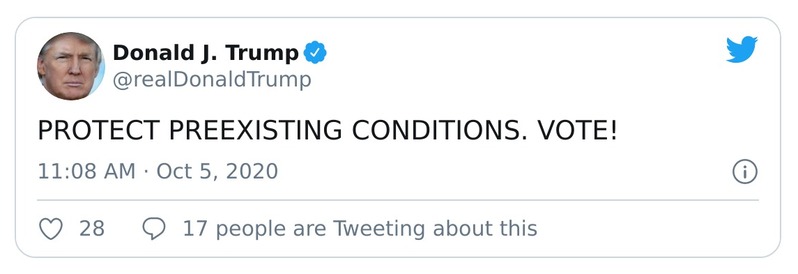 Donald J. Trump
@realDonaldTrump
PROTECT PREEXISTING CONDITIONS. VOTE!
11:08 AM · Oct 5, 2020
28 17 people are Tweeting about this